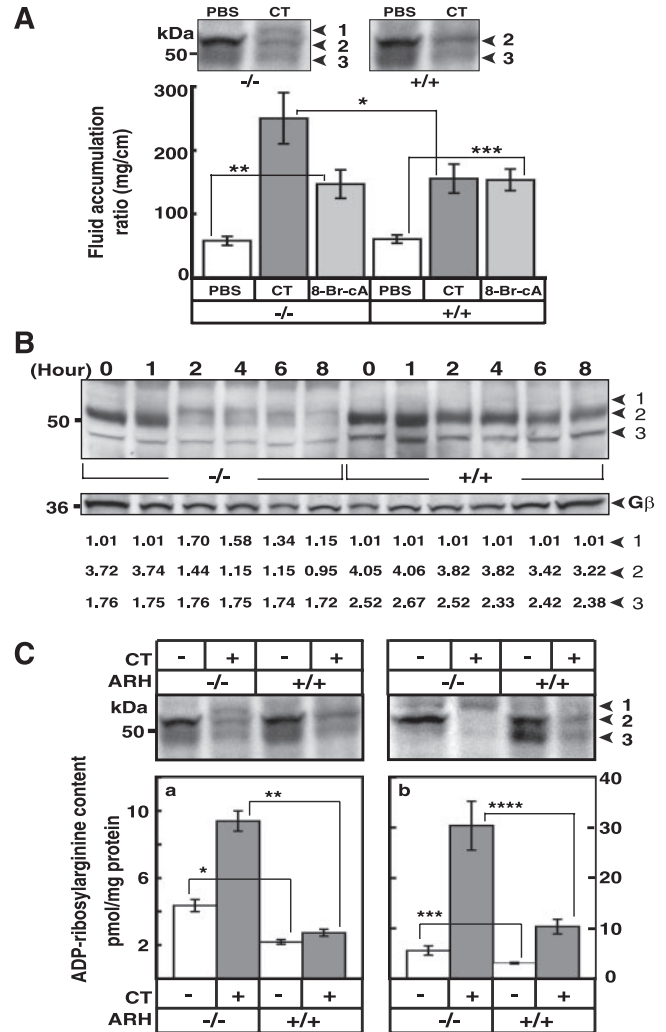 A
PBS CT PBS CT
kDa
50
1
2
3
2
3
-/- +/+
Fluid accumulation ratio (mg/cm)
300
200
100
0
*
**
***
PBS CT 8-Br-cA PBS CT 8-Br-cA
-/- +/+
B
(Hour) 0 1 2 4 6 8 0 1 2 4 6 8
50
1
2
3
-/- +/+
36 Gβ
1.01 1.01 1.70 1.58 1.34 1.15 1.01 1.01 1.01 1.01 1.01 1.01 1
3.72 3.74 1.44 1.15 1.15 0.95 4.05 4.06 3.82 3.82 3.42 3.22 2
1.76 1.75 1.76 1.75 1.74 1.72 2.52 2.67 2.52 2.33 2.42 2.38 3
C
CT - + - + - + - +
ARH -/- +/+ -/- +/+
kDa
50
1
2
3
ADP-ribosylarginine content
pmol/mg protein
a
10
6
4
2
*
**
b
40
30
20
10
0
***
****
CT - + - + - + - +
ARH -/- +/+ -/- +/+